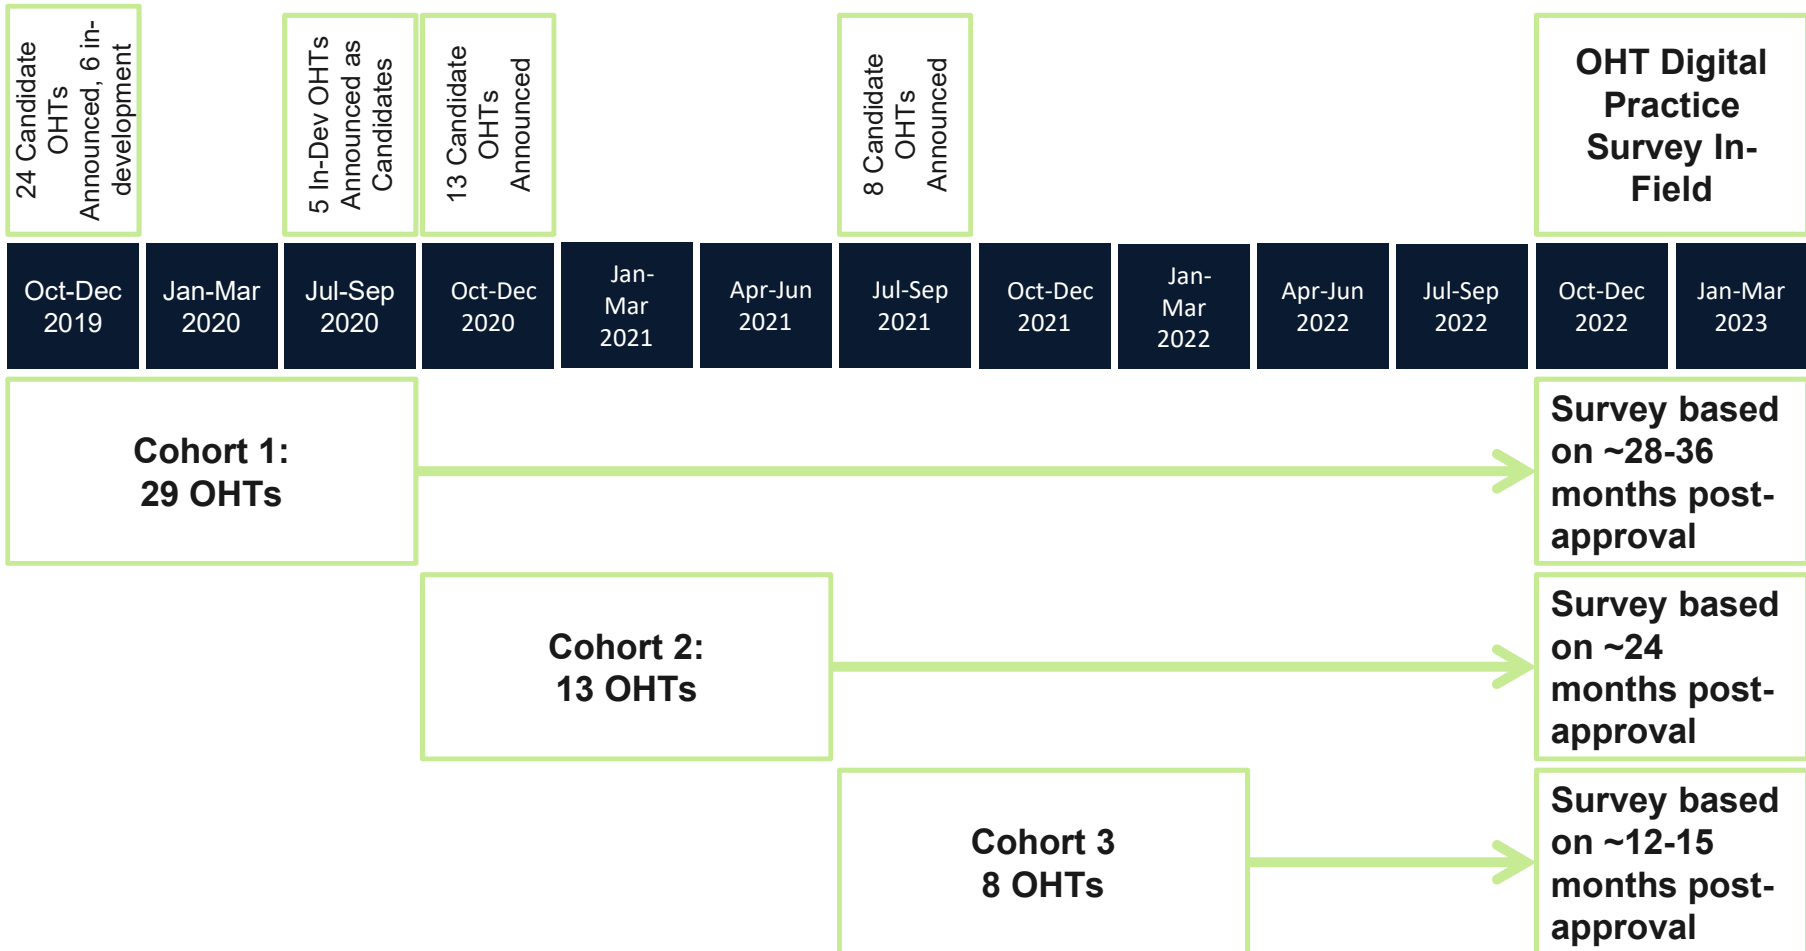 24 Candidate
OHTs
Announced, 6 in-
development
5 In-Dev OHTs
Announced as
Candidates
13 Candidate
OHTs
Announced
8 Candidate
OHTs
Announced
OHT Digital
Practice
Survey In-
Field
Oct-Dec
2019
Jan-Mar
2020
Jul-Sep
2020
Oct-Dec
2020
Jan-
Mar
2021
Apr-Jun
2021
Jul-Sep
2021
Oct-Dec
2021
Jan-
Mar
2022
Apr-Jun
2022
Jul-Sep
2022
Oct-Dec
2022
Jan-Mar
2023
Cohort 1:
29 OHTs
Survey based
on ~28-36
months post-
approval
Cohort 2:
13 OHTs
Survey based
on ~24
months post-
approval
Cohort 3
8 OHTs
Survey based
on ~12-15
months post-
approval